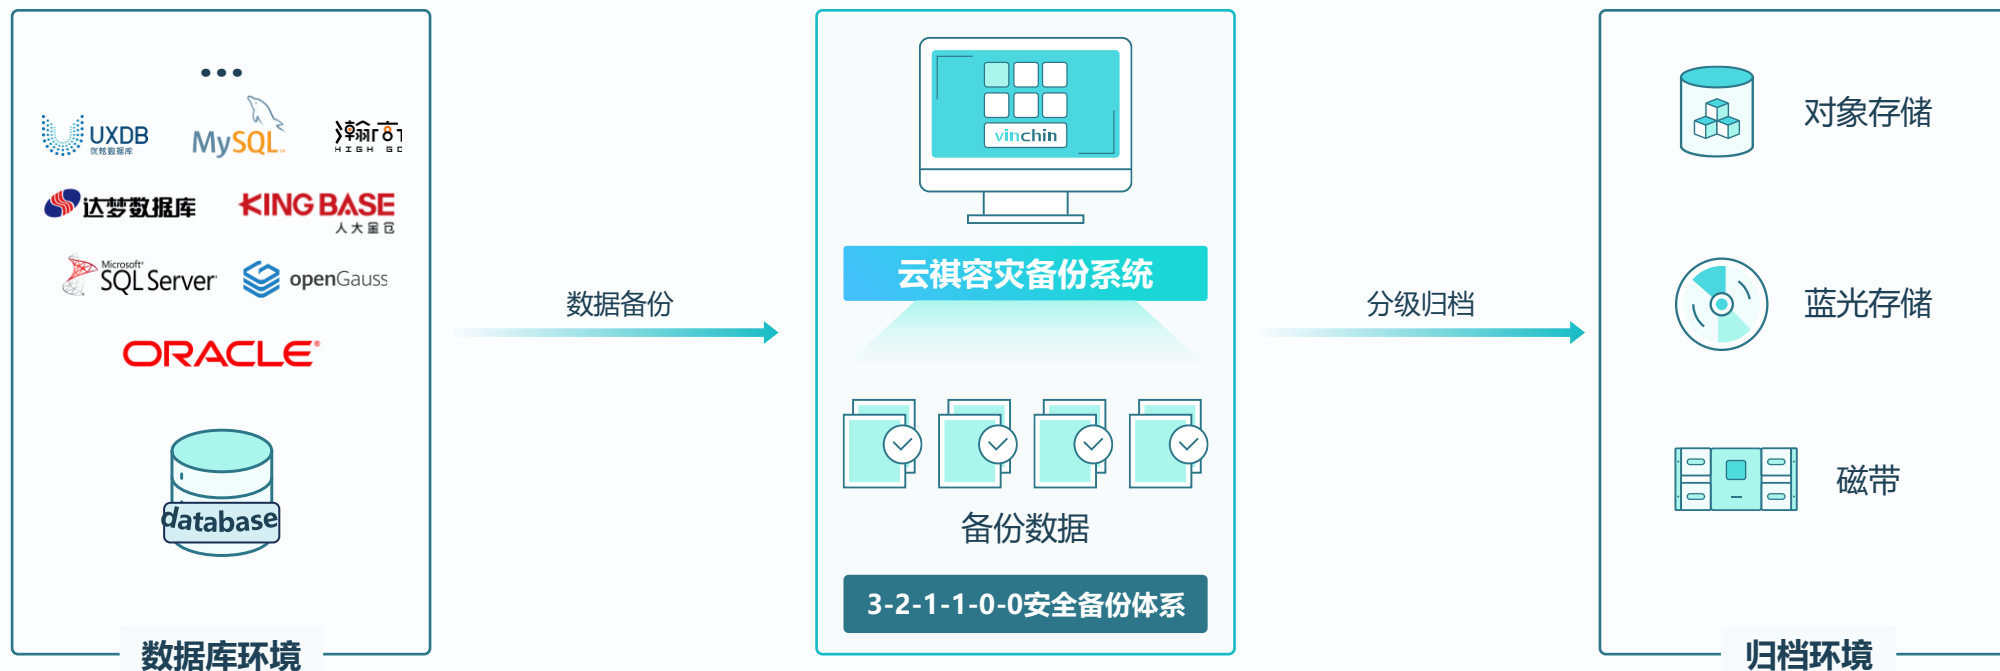 •••
UXDB
优炫数据库
MySQL™
瀚高
HIGH GO
达梦数据库
KINGBASE
人大金仓
Microsoft®
SQL Server
openGauss
ORACLE®
database
数据库环境
数据备份
vinchin
云祺容灾备份系统
备份数据
3-2-1-1-0-0安全备份体系
分级归档
对象存储
蓝光存储
磁带
归档环境